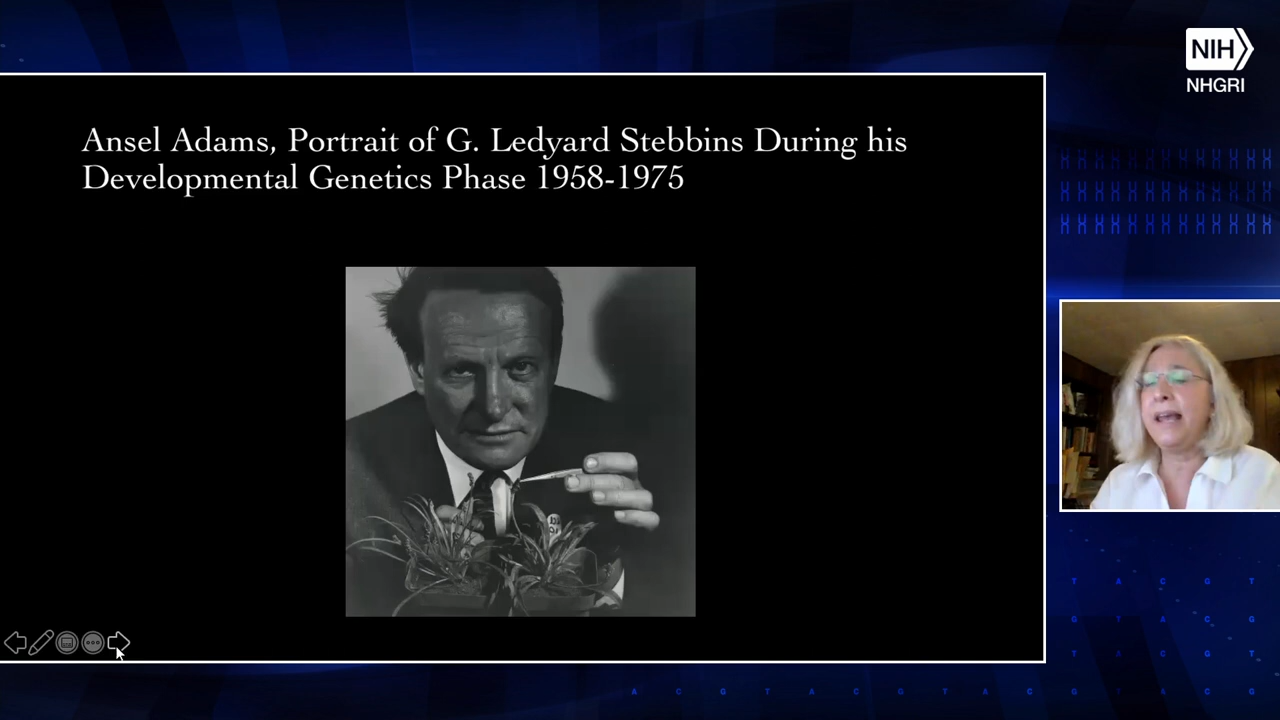 NIH
NHGRI
Ansel Adams, Portrait of G. Ledyard Stebbins During his
Developmental Genetics Phase 1958-1975
T A C G T
G T A C G
T A C G T
A C G T A C G T A C G T A C G